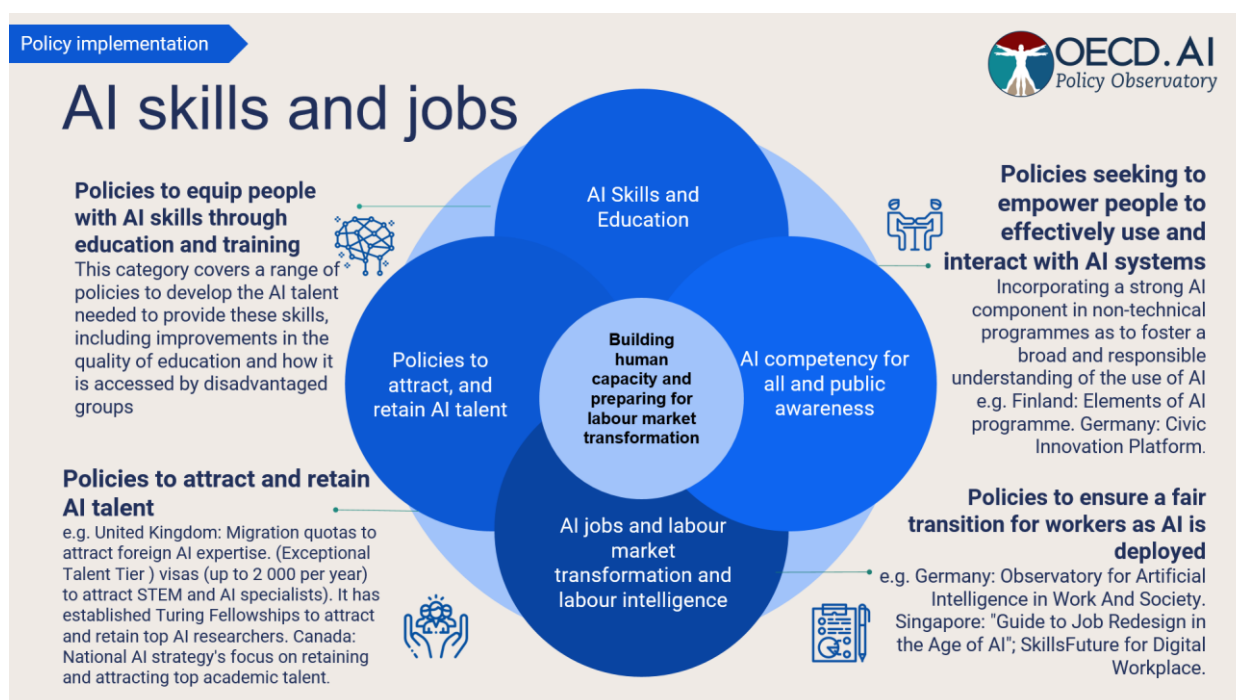 Policy implementation
OECD.AI
Policy Observatory
AI skills and jobs
Policies to equip people
with AI skills through
education and training
This category covers a range of
policies to develop the AI talent
needed to provide these skills,
including improvements in the
quality of education and how it
is accessed by disadvantaged
groups
Policies to attract and retain
AI talent
e.g. United Kingdom: Migration quotas to
attract foreign AI expertise. (Exceptional
Talent Tier ) visas (up to 2 000 per year)
to attract STEM and AI specialists). It has
established Turing Fellowships to attract
and retain top AI researchers. Canada:
National AI strategy's focus on retaining
and attracting top academic talent.
AI Skills and
Education
Policies to
attract, and
retain AI talent
Building
human
capacity and
preparing for
labour market
transformation
AI competency for
all and public
awareness
AI jobs and labour
market
transformation and
labour intelligence
Policies seeking to
empower people to
effectively use and
interact with AI systems
Incorporating a strong AI
component in non-technical
programmes as to foster a
broad and responsible
understanding of the use of AI
e.g. Finland: Elements of AI
programme. Germany: Civic
Innovation Platform.
Policies to ensure a fair
transition for workers as AI is
deployed
e.g. Germany: Observatory for Artificial
Intelligence in Work And Society.
Singapore: "Guide to Job Redesign in
the Age of AI"; SkillsFuture for Digital
Workplace.